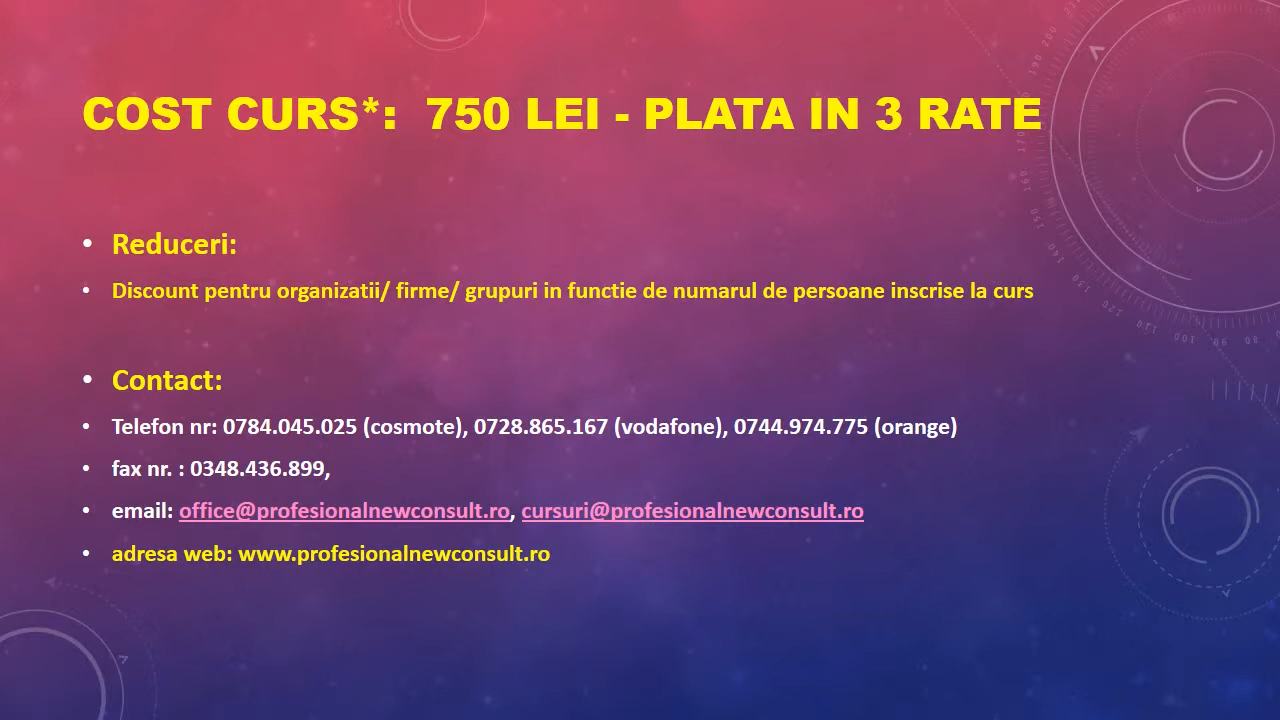 COST CURS*:  750 LEI - PLATA IN 3 RATE
• Reduceri:
• Discount pentru organizatii/ firme/ grupuri in functie de numarul de persoane inscrise la curs
• Contact:
• Telefon nr: 0784.045.025 (cosmote), 0728.865.167 (vodafone), 0744.974.775 (orange)
• fax nr. : 0348.436.899,
• email: office@profesionalnewconsult.ro, cursuri@profesionalnewconsult.ro
• adresa web: www.profesionalnewconsult.ro